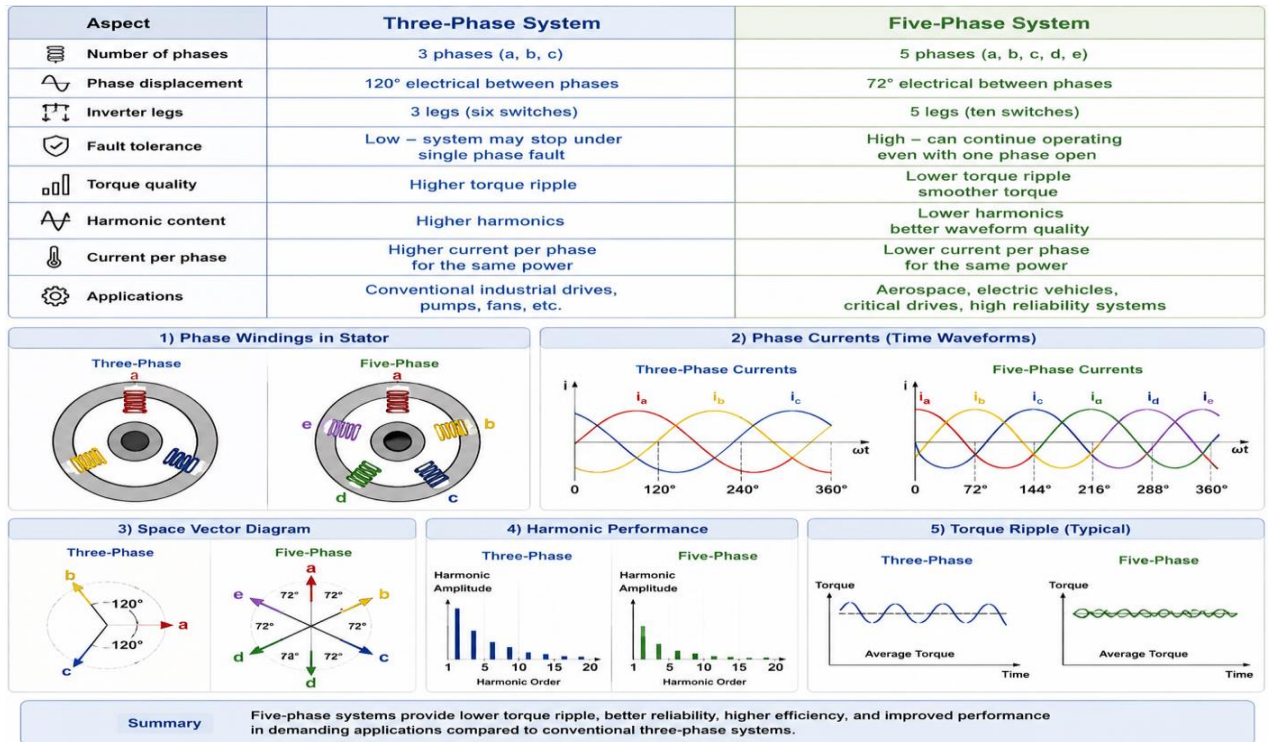 Aspect
Three-Phase System
Five-Phase System
Number of phases
3 phases (a, b, c)
5 phases (a, b, c, d, e)
Phase displacement
120° electrical between phases
72° electrical between phases
Inverter legs
3 legs (six switches)
5 legs (ten switches)
Fault tolerance
Low – system may stop under
single phase fault
High – can continue operating
even with one phase open
Torque quality
Higher torque ripple
Lower torque ripple
smoother torque
Harmonic content
Higher harmonics
Lower harmonics
better waveform quality
Current per phase
Higher current per phase
for the same power
Lower current per phase
for the same power
Applications
Conventional industrial drives,
pumps, fans, etc.
Aerospace, electric vehicles,
critical drives, high reliability systems
1) Phase Windings in Stator
Three-Phase
a
Five-Phase
a
e
b
d
c
2) Phase Currents (Time Waveforms)
Three-Phase Currents
i
ia
ib
ic
ωt
0
120°
240°
360°
Five-Phase Currents
i
ia
ib
ic
ia
id
ie
ωt
0
72°
144°
216°
288°
360°
3) Space Vector Diagram
Three-Phase
b
120°
a
120°
c
Five-Phase
a
e
72°
72°
b
72°
72°
d
73°
72°
c
d
4) Harmonic Performance
Three-Phase
Harmonic
Amplitude
1
5
10
15
20
Harmonic Order
Five-Phase
Harmonic
Amplitude
1
5
10
15
20
Harmonic Order
5) Torque Ripple (Typical)
Three-Phase
Torque
Average Torque
Time
Five-Phase
Torque
Average Torque
Time
Summary
Five-phase systems provide lower torque ripple, better reliability, higher efficiency, and improved performance
in demanding applications compared to conventional three-phase systems.